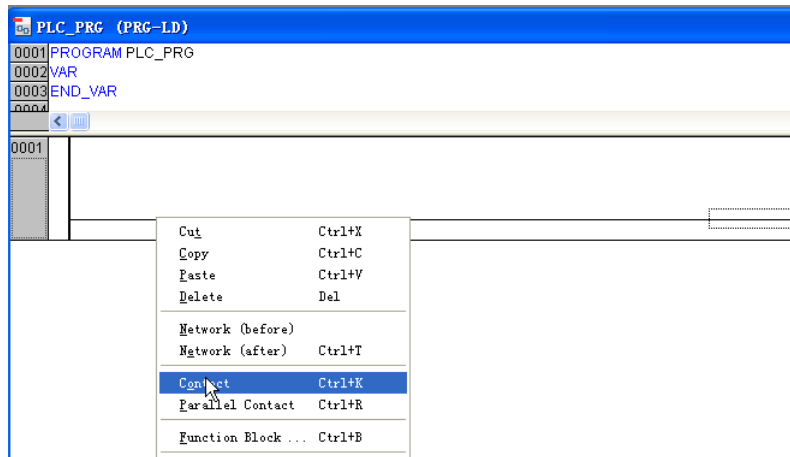 PLC_PRG (PRG-LD)
0001 PROGRAM PLC_PRG
0002 VAR
0003 END_VAR
0004
0001
Cut Ctrl+X
Copy Ctrl+C
Paste Ctrl+V
Delete Del
Network (before)
Network (after) Ctrl+T
Contact Ctrl+K
Parallel Contact Ctrl+R
Function Block ... Ctrl+B